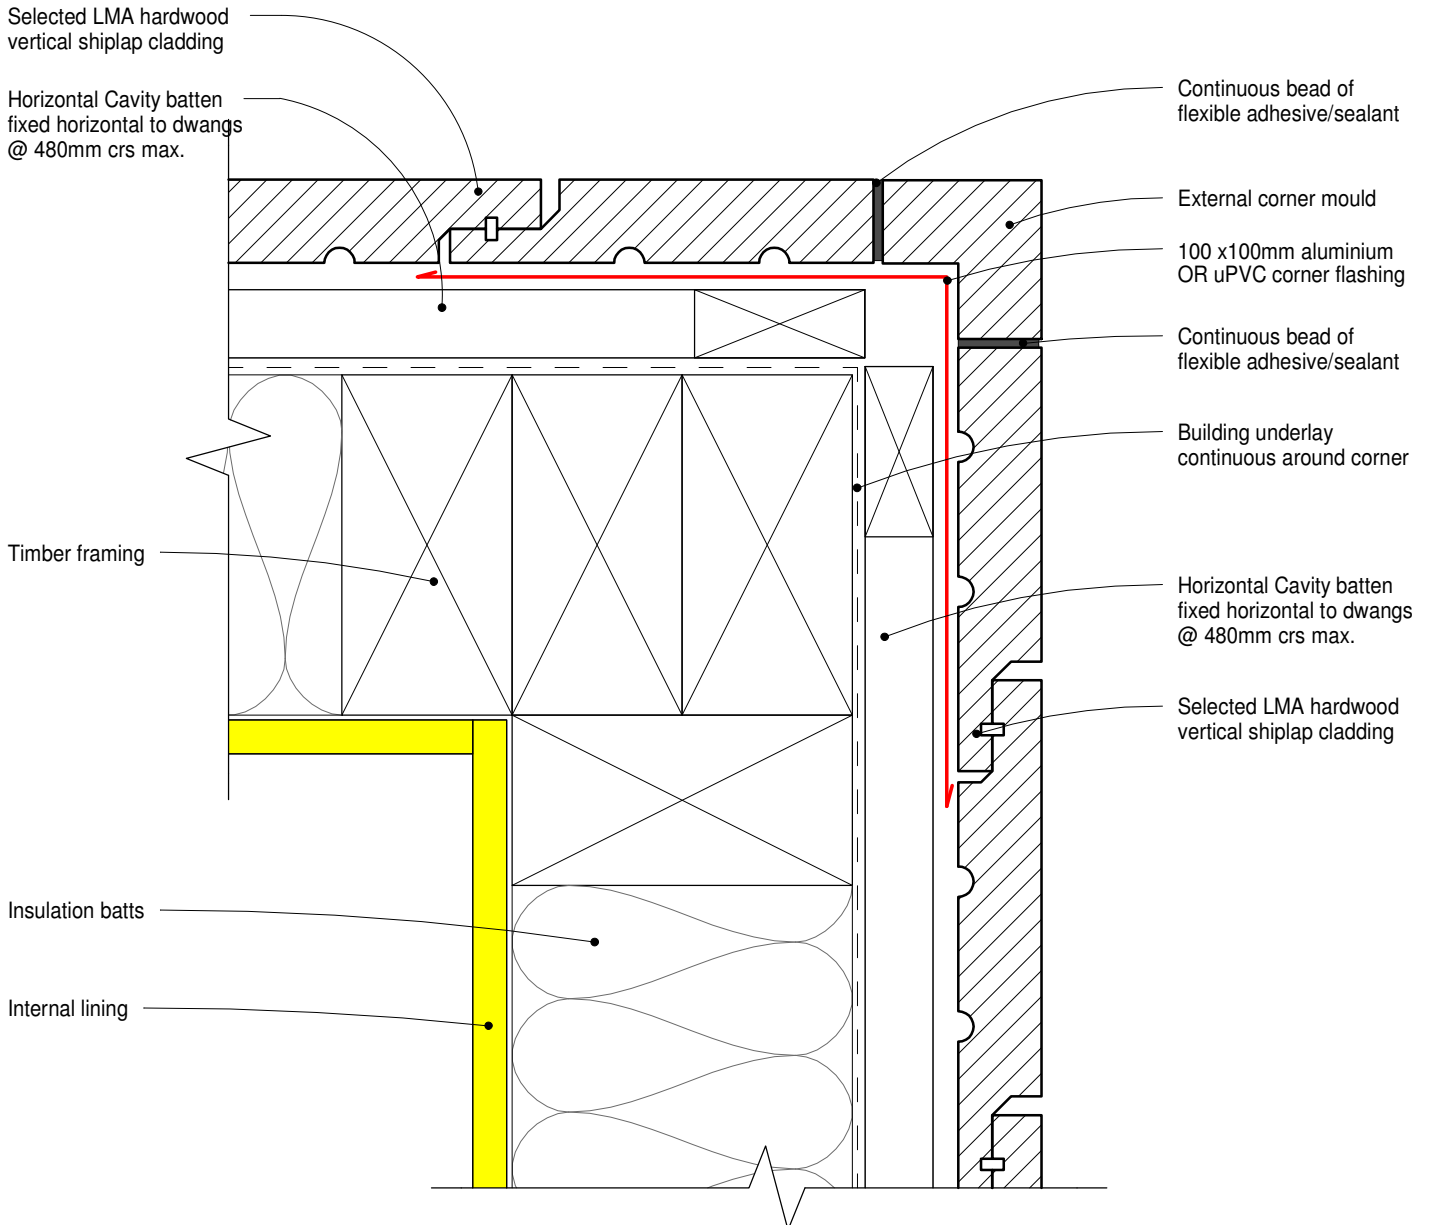 Selected LMA hardwood
vertical shiplap cladding
Horizontal Cavity batten
fixed horizontal to dwangs
@ 480mm crs max.
Timber framing
Insulation batts
Internal lining
Continuous bead of
flexible adhesive/sealant
External corner mould
100 x100mm aluminium
OR uPVC corner flashing
Continuous bead of
flexible adhesive/sealant
Building underlay
continuous around corner
Horizontal Cavity batten
fixed horizontal to dwangs
@ 480mm crs max.
Selected LMA hardwood
vertical shiplap cladding